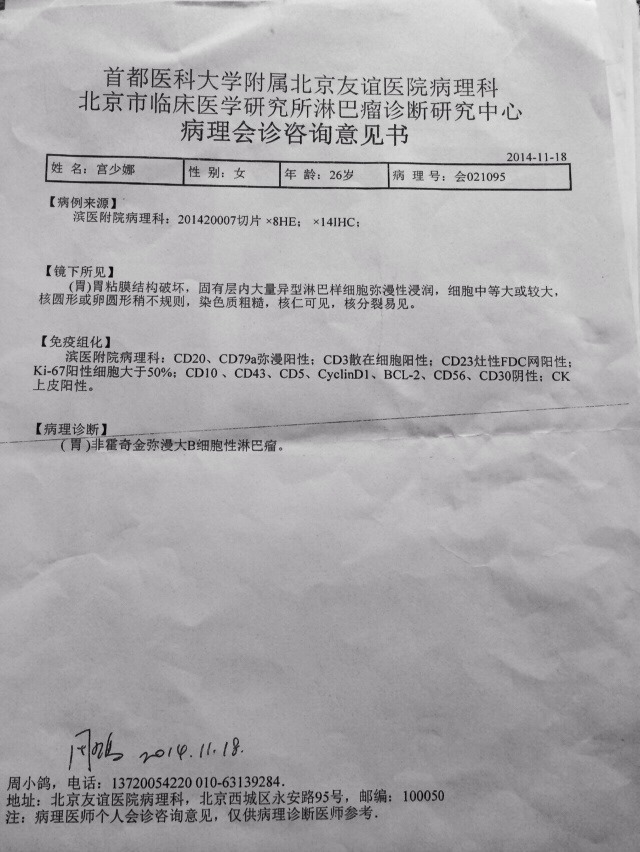 首都医科大学附属北京友谊医院病理科
北京市临床医学研究所淋巴瘤诊断研究中心
病理会诊咨询意见书
2014-11-18
姓 名：宫少娜 性 别：女 年 龄：26岁 病 理 号：会021095
【病例来源】
滨医附院病理科：201420007切片 ×8HE； ×14IHC；
【镜下所见】
(胃)胃粘膜结构破坏，固有层内大量异型淋巴样细胞弥漫性浸润，细胞中等大或较大，
核圆形或卵圆形稍不规则，染色质粗糙，核仁可见，核分裂易见。
【免疫组化】
滨医附院病理科：CD20、CD79a弥漫阳性；CD3散在细胞阳性；CD23灶性FDC网阳性；
Ki-67阳性细胞大于50%；CD10 、CD43、CD5、CyclinD1、BCL-2、CD56、CD30阴性；CK
上皮阳性。
【病理诊断】
(胃)非霍奇金弥漫大B细胞性淋巴瘤。
2014.11.18.
周小鸽，电话：13720054220 010-63139284.
地址：北京友谊医院病理科，北京西城区永安路95号，邮编：100050
注：病理医师个人会诊咨询意见，仅供病理诊断医师参考.